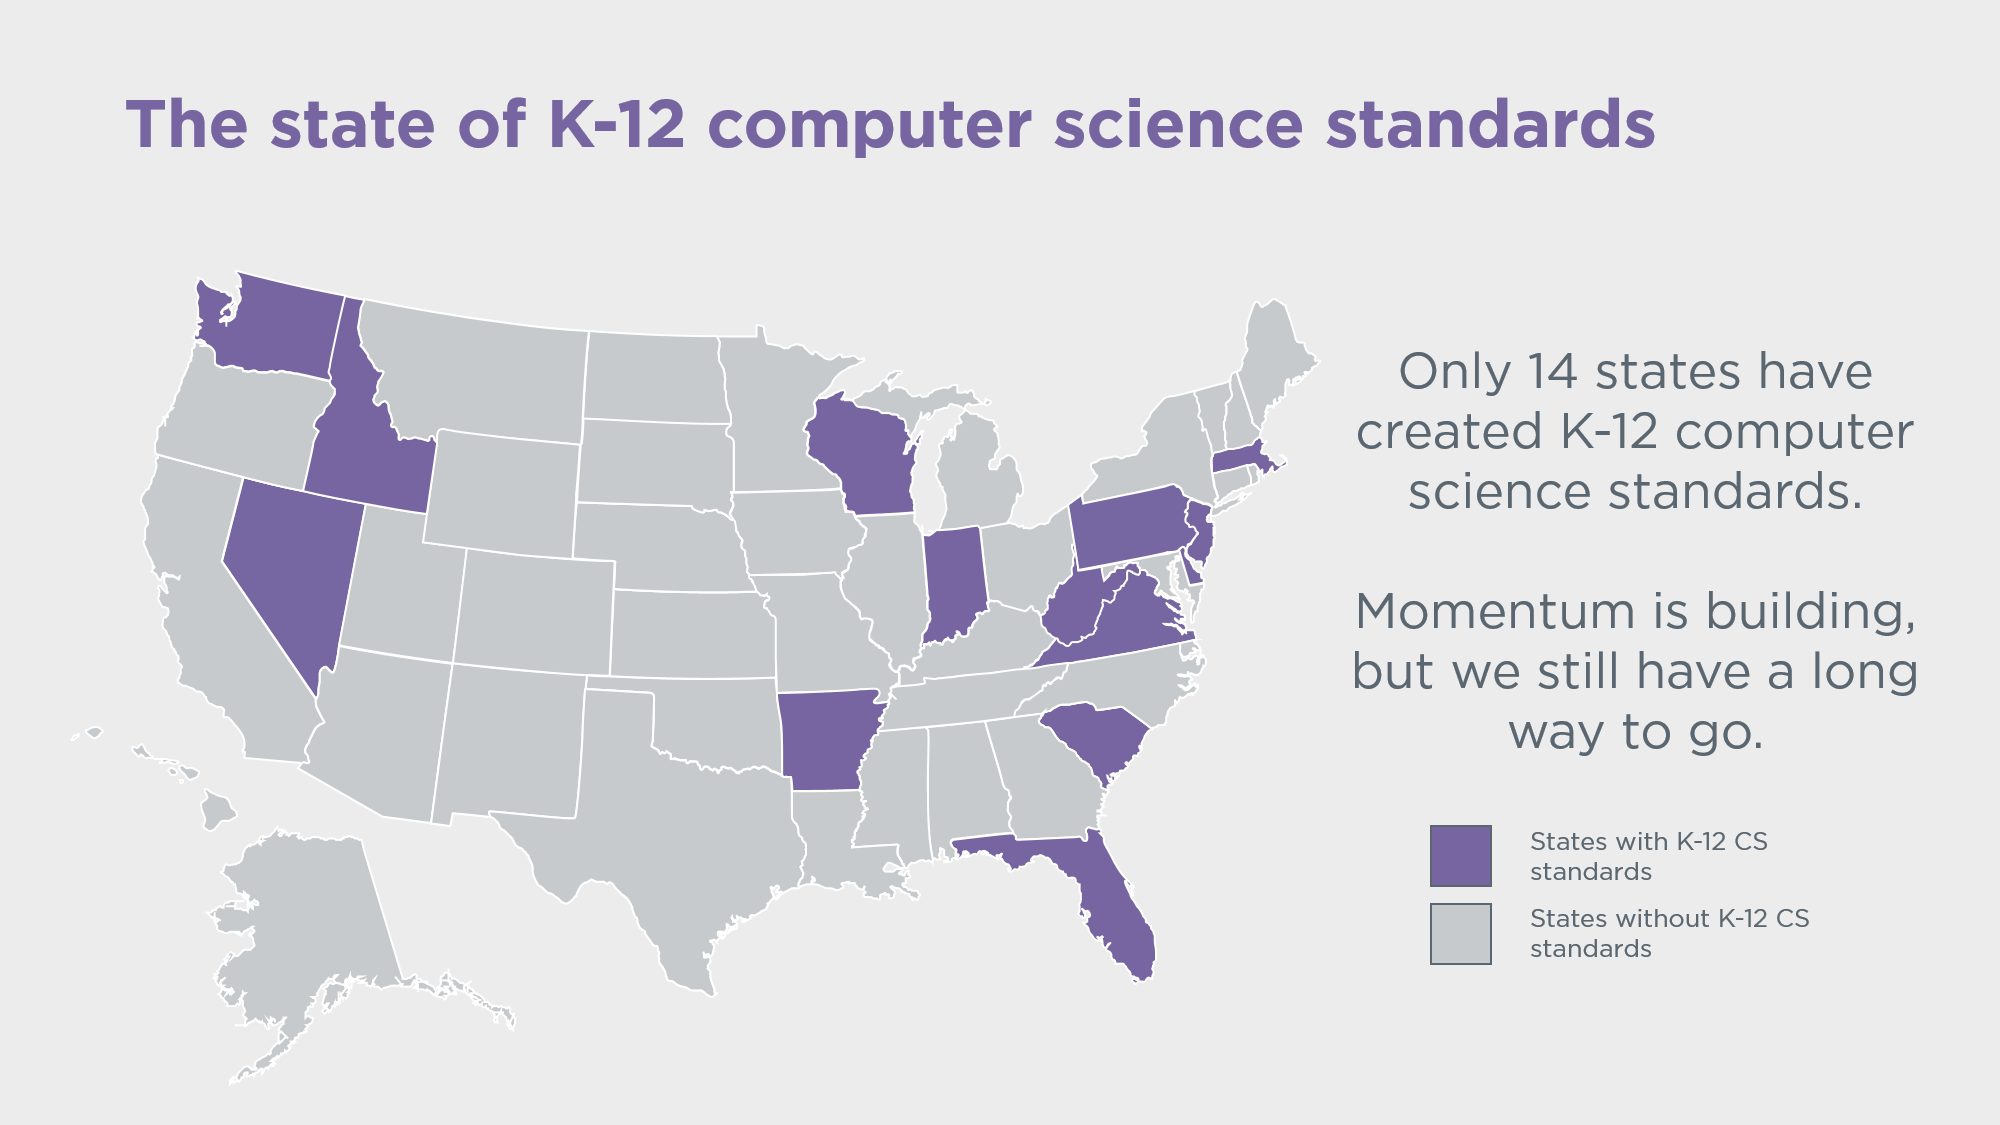 The state of K-12 computer science standards
Only 14 states have
created K-12 computer
science standards.
Momentum is building,
but we still have a long
way to go.
States with K-12 CS
standards
States without K-12 CS
standards